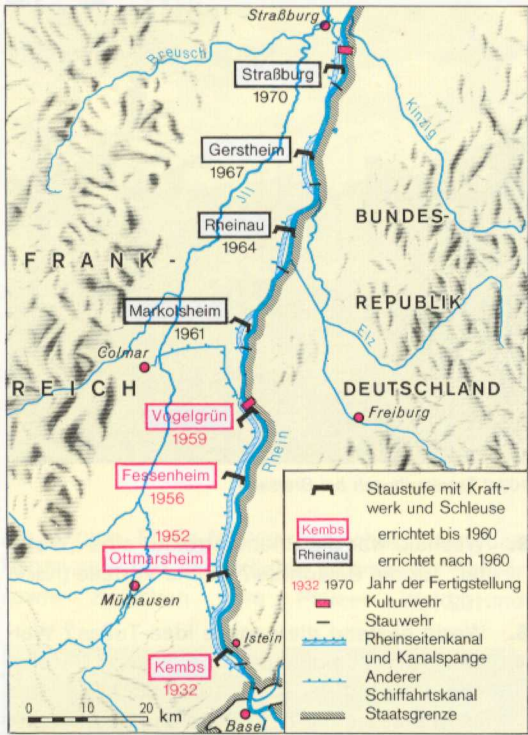 Straßburg
Breusch
Straßburg
1970
Kinzig
Gerstheim
1967
Jll
Rheinau
1964
BUNDES-
FRANK-
REPUBLIK
Markolsheim
1961
Elz
Colmar
REICH
DEUTSCHLAND
Vogelgrün
1959
Freiburg
Rhein
Fessenheim
1956
1952
Ottmarsheim
Mülhausen
Istein
Kembs
1932
0 10 20
km
Basel
Staustufe mit Kraft-
werk und Schleuse
Kembs errichtet bis 1960
Rheinau errichtet nach 1960
1932 1970 Jahr der Fertigstellung
Kulturwehr
Stauwehr
Rheinseitenkanal
und Kanalspange
Anderer
Schiffahrtskanal
Staatsgrenze